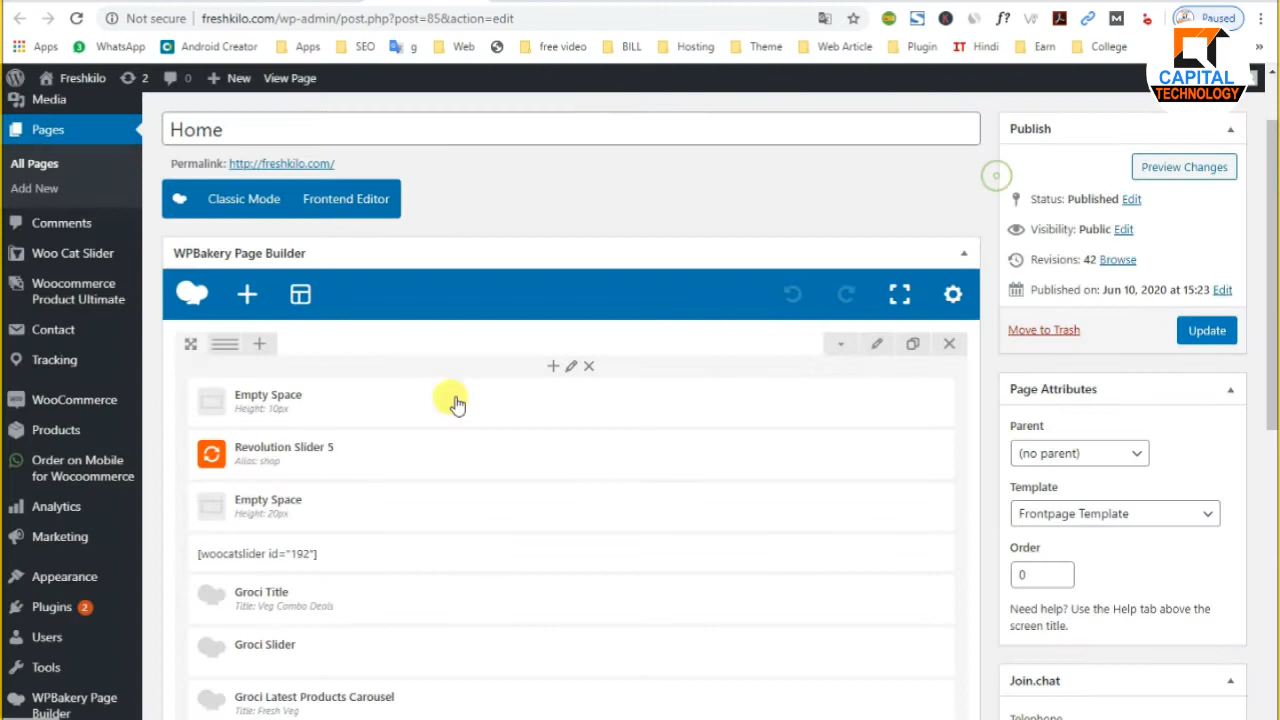 Not secure
freshkilo.com/wp-admin/post.php?post=85&action=edit
Paused
Apps
WhatsApp
Android Creator
Apps
SEO
g
Web
free video
BILL
Hosting
Theme
Web Article
Plugin
IT Hindi
Earn
College
»
CAPITAL
TECHNOLOGY
Freshkilo
2
0
New
View Page
Media
Pages
All Pages
Add New
Comments
Woo Cat Slider
Woocommerce
Product Ultimate
Contact
Tracking
WooCommerce
Products
Order on Mobile
for Wocoommerce
Analytics
Marketing
Appearance
Plugins 2
Users
Tools
WPBakery Page
Builder
Home
Permalink: http://freshkilo.com/
Classic Mode
Frontend Editor
WPBakery Page Builder
Empty Space
Height: 10px
Revolution Slider 5
Alias: shop
Empty Space
Height: 20px
[woocatslider id="192"]
Groci Title
Title: Veg Combo Deals
Groci Slider
Groci Latest Products Carousel
Title: Fresh Veg
Publish
Preview Changes
Status: Published Edit
Visibility: Public Edit
Revisions: 42 Browse
Published on: Jun 10, 2020 at 15:23 Edit
Move to Trash
Update
Page Attributes
Parent
(no parent)
Template
Frontpage Template
Order
0
Need help? Use the Help tab above the
screen title.
Join.chat
Telephone